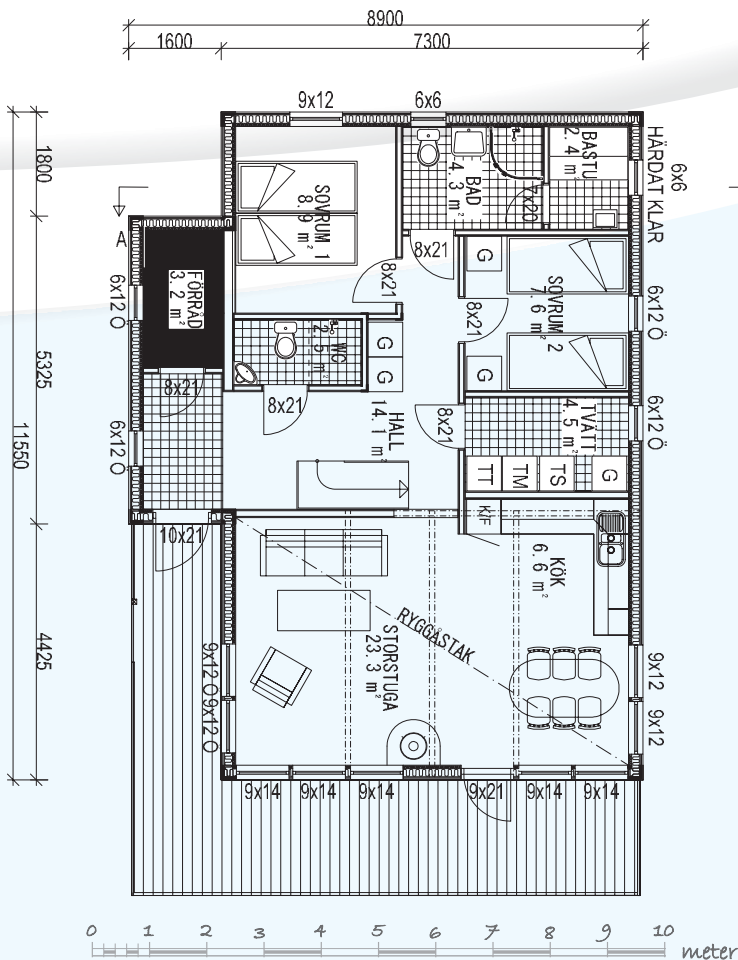 8900
1600
7300
9x12
6x6
1800
5325
11550
4425
A
SOVRUM 1
8.9 m²
BAD
4.3 m²
7x20
BASTU
2.4 m²
6x6
HÄRDAT KLAR
8x21
8x21
G
SOVRUM 2
7.6 m²
8x21
G
6x12 Ö
6x12 Ö
FÖRRÅD
3.2 m²
8x21
WC
2.5 m²
8x21
G
G
HALL
14.1 m²
8x21
TVÄTT
4.5 m²
TT
TM
TS
G
6x12 Ö
6x12 Ö
10x21
K/F
KÖK
6.6 m²
RYGGÅSTAK
STORSTUGA
23.3 m²
9x12 Ö
9x12 Ö
9x12
9x12
9x14
9x14
9x14
9x21
9x14
9x14
0 1 2 3 4 5 6 7 8 9 10 meter